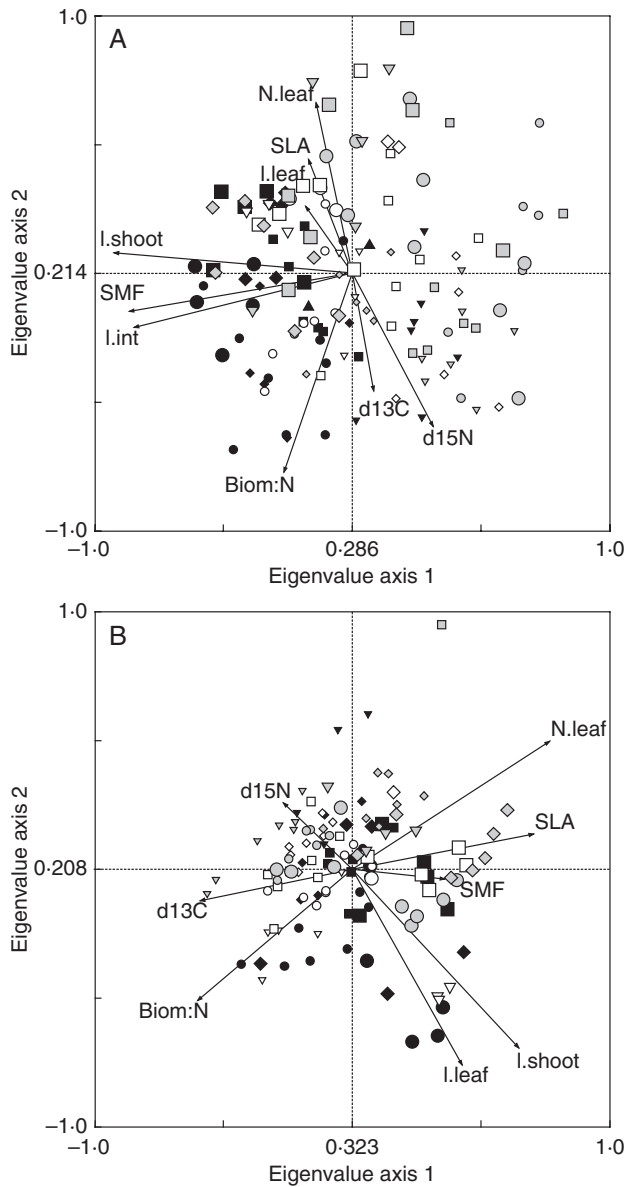 1·0
A
N.leaf
SLA
l.leaf
l.shoot
0·214
SMF
l.int
d13C
d15N
Biom:N
Eigenvalue axis 2
–1·0
–1·0
0·286
1·0
Eigenvalue axis 1
1·0
B
N.leaf
d15N
SLA
0·208
SMF
d13C
Biom:N
l.shoot
l.leaf
Eigenvalue axis 2
–1·0
–1·0
0·323
1·0
Eigenvalue axis 1